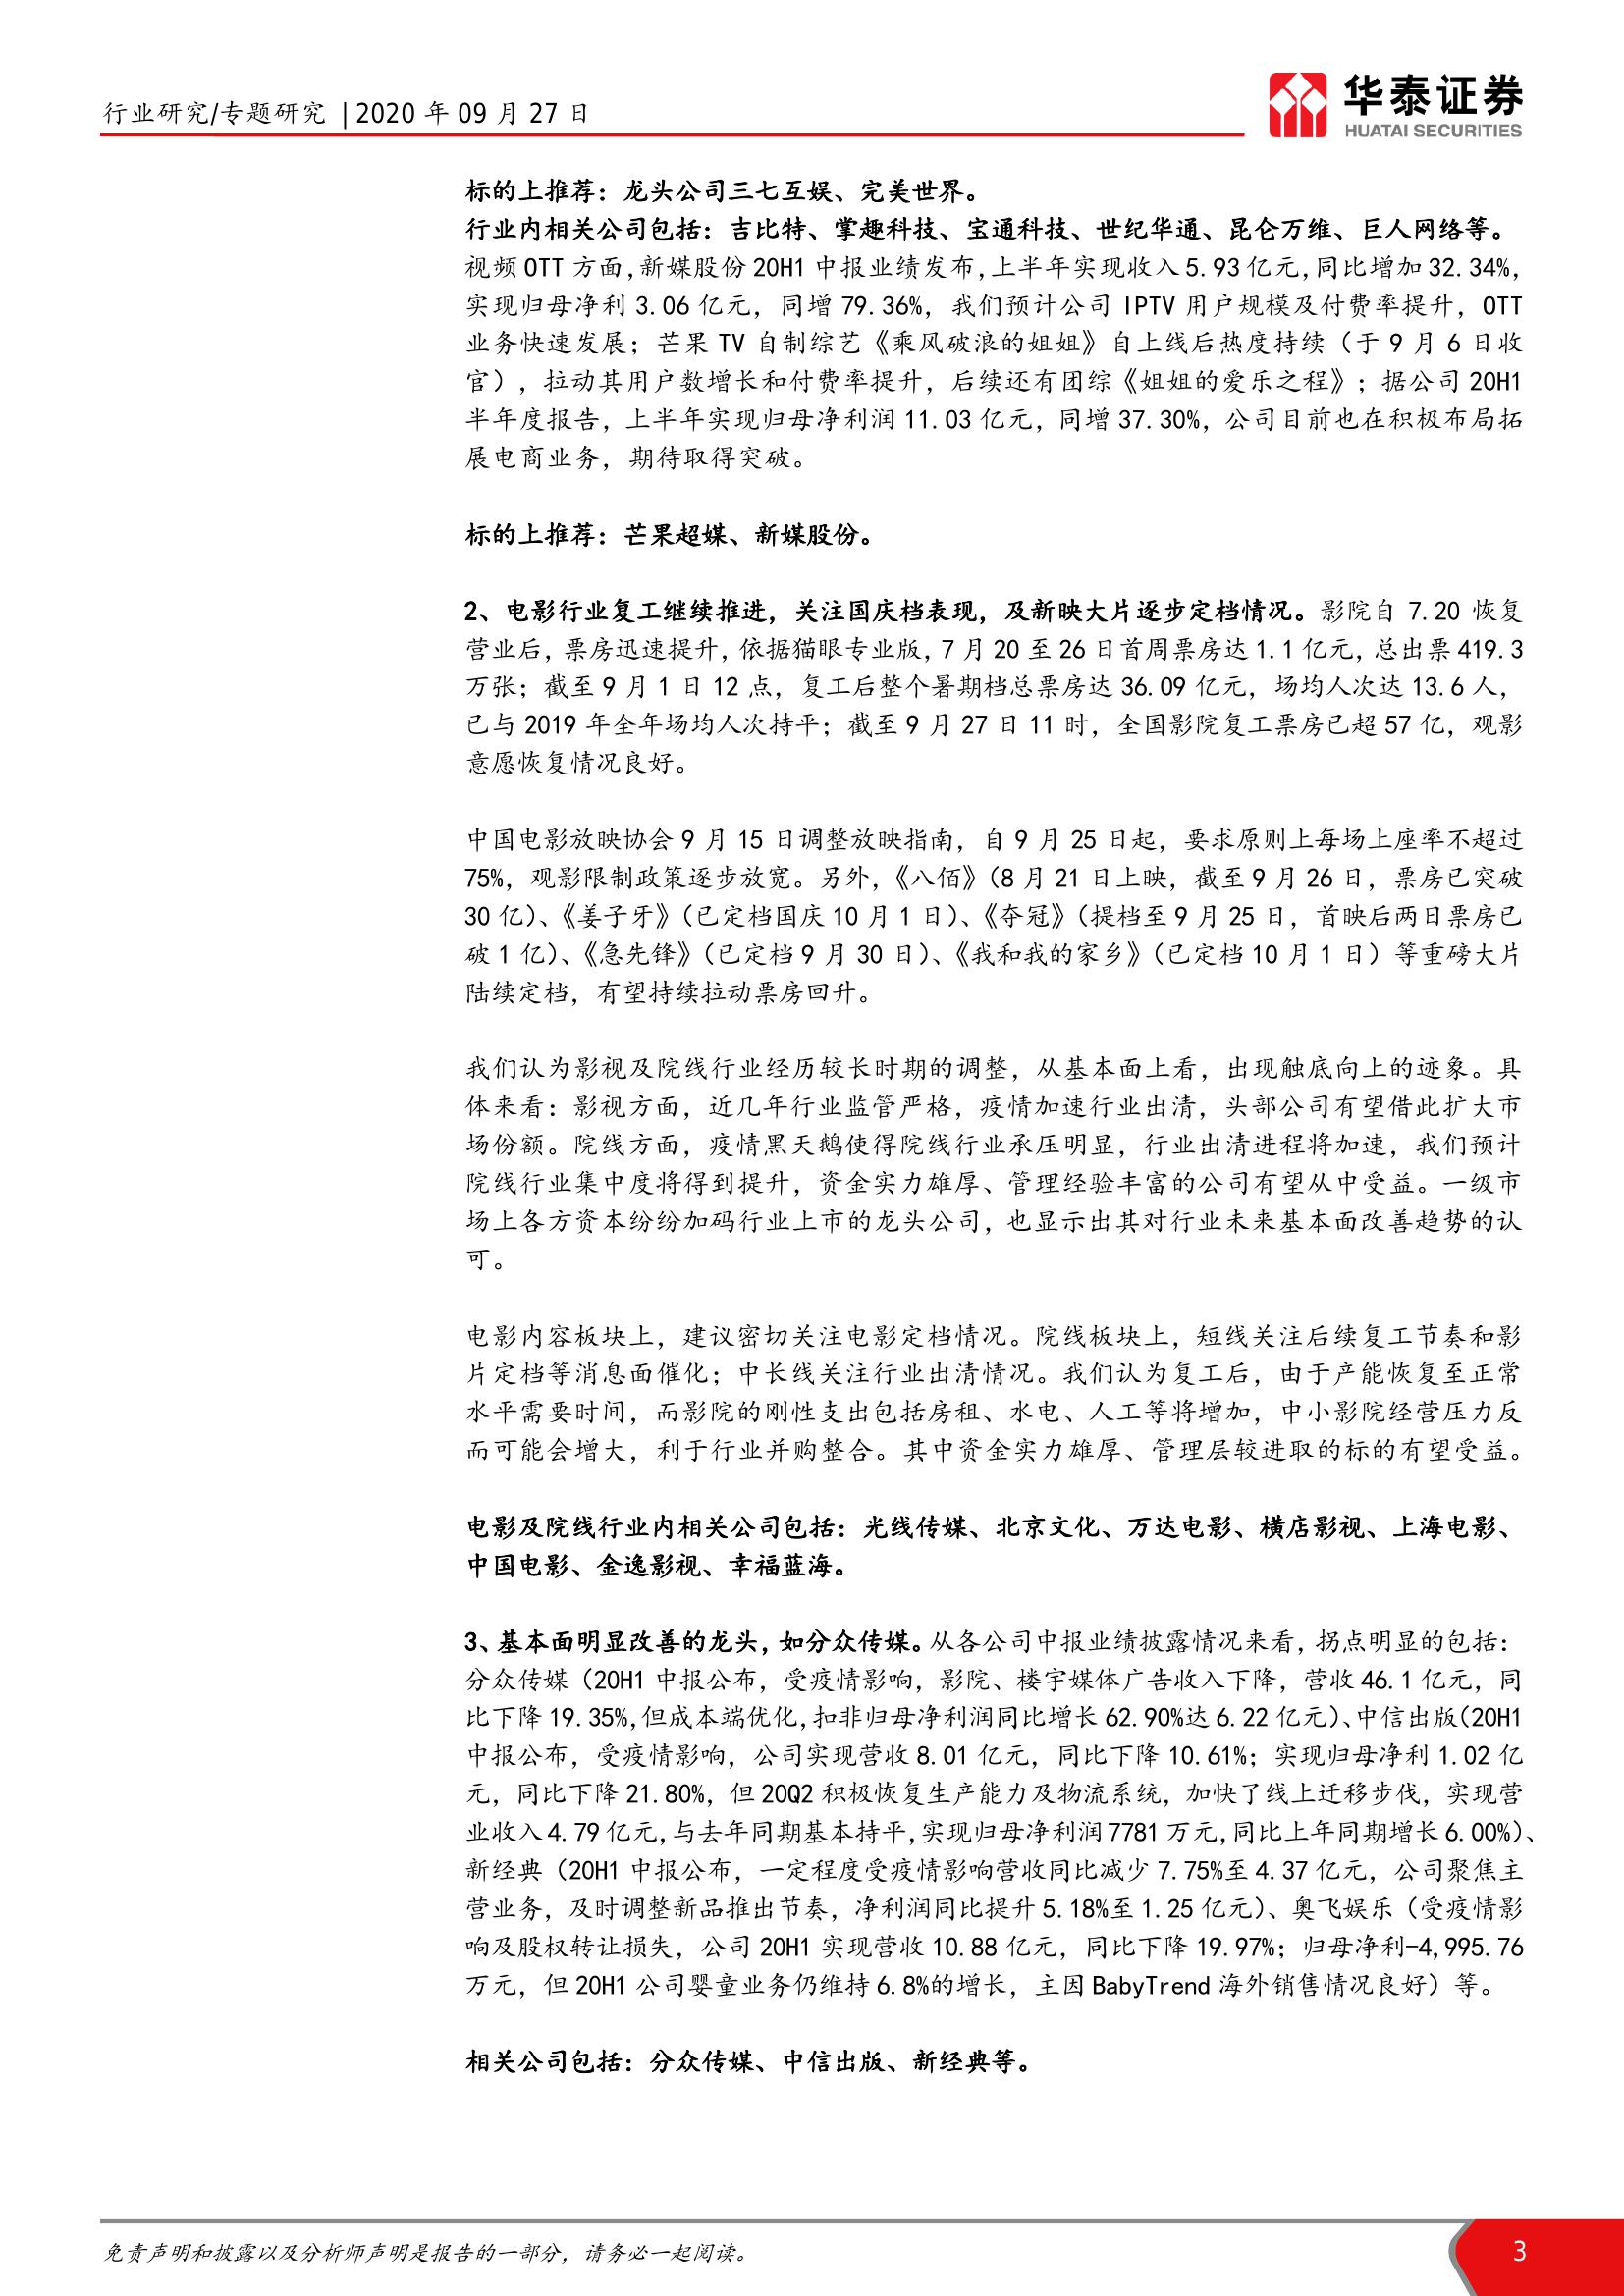 行业研究/专题研究 | 2020 年 09 月 27 日
华泰证券
HUATAI SECURITIES
标的上推荐：龙头公司三七互娱、完美世界。
行业内相关公司包括：吉比特、掌趣科技、宝通科技、世纪华通、昆仑万维、巨人网络等。
视频 OTT 方面，新媒股份 20H1 中报业绩发布，上半年实现收入 5.93 亿元，同比增加 32.34%，
实现归母净利 3.06 亿元，同增 79.36%，我们预计公司 IPTV 用户规模及付费率提升，OTT
业务快速发展；芒果 TV 自制综艺《乘风破浪的姐姐》自上线后热度持续（于 9 月 6 日收
官），拉动其用户数增长和付费率提升，后续还有团综《姐姐的爱乐之程》；据公司 20H1
半年度报告，上半年实现归母净利润 11.03 亿元，同增 37.30%，公司目前也在积极布局拓
展电商业务，期待取得突破。
标的上推荐：芒果超媒、新媒股份。
2、电影行业复工继续推进，关注国庆档表现，及新映大片逐步定档情况。影院自 7.20 恢复
营业后，票房迅速提升，依据猫眼专业版，7 月 20 至 26 日首周票房达 1.1 亿元，总出票 419.3
万张；截至 9 月 1 日 12 点，复工后整个暑期档总票房达 36.09 亿元，场均人次达 13.6 人，
已与 2019 年全年场均人次持平；截至 9 月 27 日 11 时，全国影院复工票房已超 57 亿，观影
意愿恢复情况良好。
中国电影放映协会 9 月 15 日调整放映指南，自 9 月 25 日起，要求原则上每场上座率不超过
75%，观影限制政策逐步放宽。另外，《八佰》（8 月 21 日上映，截至 9 月 26 日，票房已突破
30 亿）、《姜子牙》（已定档国庆 10 月 1 日）、《夺冠》（提档至 9 月 25 日，首映后两日票房已
破 1 亿）、《急先锋》（已定档 9 月 30 日）、《我和我的家乡》（已定档 10 月 1 日）等重磅大片
陆续定档，有望持续拉动票房回升。
我们认为影视及院线行业经历较长时期的调整，从基本面上看，出现触底向上的迹象。具
体来看：影视方面，近几年行业监管严格，疫情加速行业出清，头部公司有望借此扩大市
场份额。院线方面，疫情黑天鹅使得院线行业承压明显，行业出清进程将加速，我们预计
院线行业集中度将得到提升，资金实力雄厚、管理经验丰富的公司有望从中受益。一级市
场上各方资本纷纷加码行业上市的龙头公司，也显示出其对行业未来基本面改善趋势的认
可。
电影内容板块上，建议密切关注电影定档情况。院线板块上，短线关注后续复工节奏和影
片定档等消息面催化；中长线关注行业出清情况。我们认为复工后，由于产能恢复至正常
水平需要时间，而影院的刚性支出包括房租、水电、人工等将增加，中小影院经营压力反
而可能会增大，利于行业并购整合。其中资金实力雄厚、管理层较进取的标的有望受益。
电影及院线行业内相关公司包括：光线传媒、北京文化、万达电影、横店影视、上海电影、
中国电影、金逸影视、幸福蓝海。
3、基本面明显改善的龙头，如分众传媒。从各公司中报业绩披露情况来看，拐点明显的包括：
分众传媒（20H1 中报公布，受疫情影响，影院、楼宇媒体广告收入下降，营收 46.1 亿元，同
比下降 19.35%，但成本端优化，扣非归母净利润同比增长 62.90%达 6.22 亿元）、中信出版（20H1
中报公布，受疫情影响，公司实现营收 8.01 亿元，同比下降 10.61%；实现归母净利 1.02 亿
元，同比下降 21.80%，但 20Q2 积极恢复生产能力及物流系统，加快了线上迁移步伐，实现营
业收入 4.79 亿元，与去年同期基本持平，实现归母净利润 7781 万元，同比上年同期增长 6.00%）、
新经典（20H1 中报公布，一定程度受疫情影响营收同比减少 7.75%至 4.37 亿元，公司聚焦主
营业务，及时调整新品推出节奏，净利润同比提升 5.18%至 1.25 亿元）、奥飞娱乐（受疫情影
响及股权转让损失，公司 20H1 实现营收 10.88 亿元，同比下降 19.97%；归母净利-4,995.76
万元，但 20H1 公司婴童业务仍维持 6.8%的增长，主因 BabyTrend 海外销售情况良好）等。
相关公司包括：分众传媒、中信出版、新经典等。
免责声明和披露以及分析师声明是报告的一部分，请务必一起阅读。
3